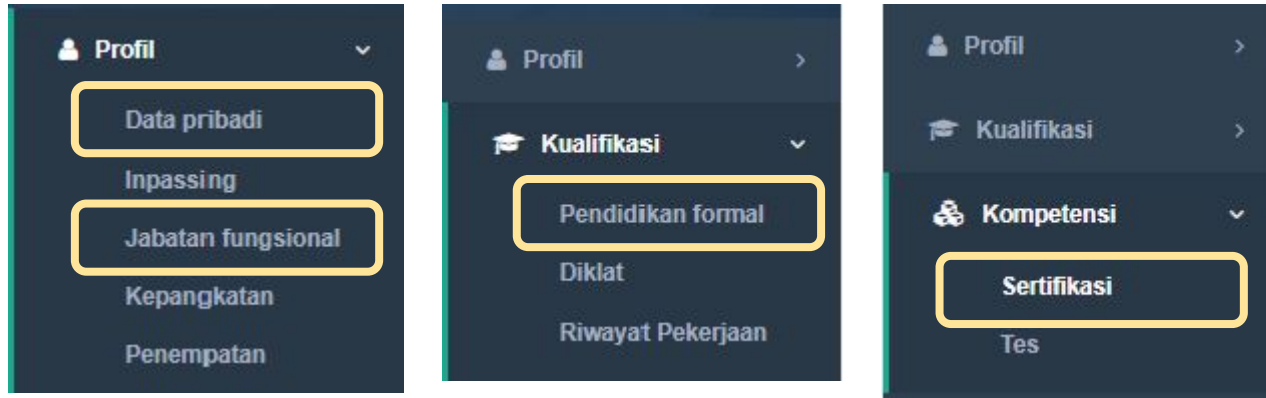 Profil
Data pribadi
Inpassing
Jabatan fungsional
Kepangkatan
Penempatan
Profil
Kualifikasi
Pendidikan formal
Diklat
Riwayat Pekerjaan
Profil
Kualifikasi
Kompetensi
Sertifikasi
Tes